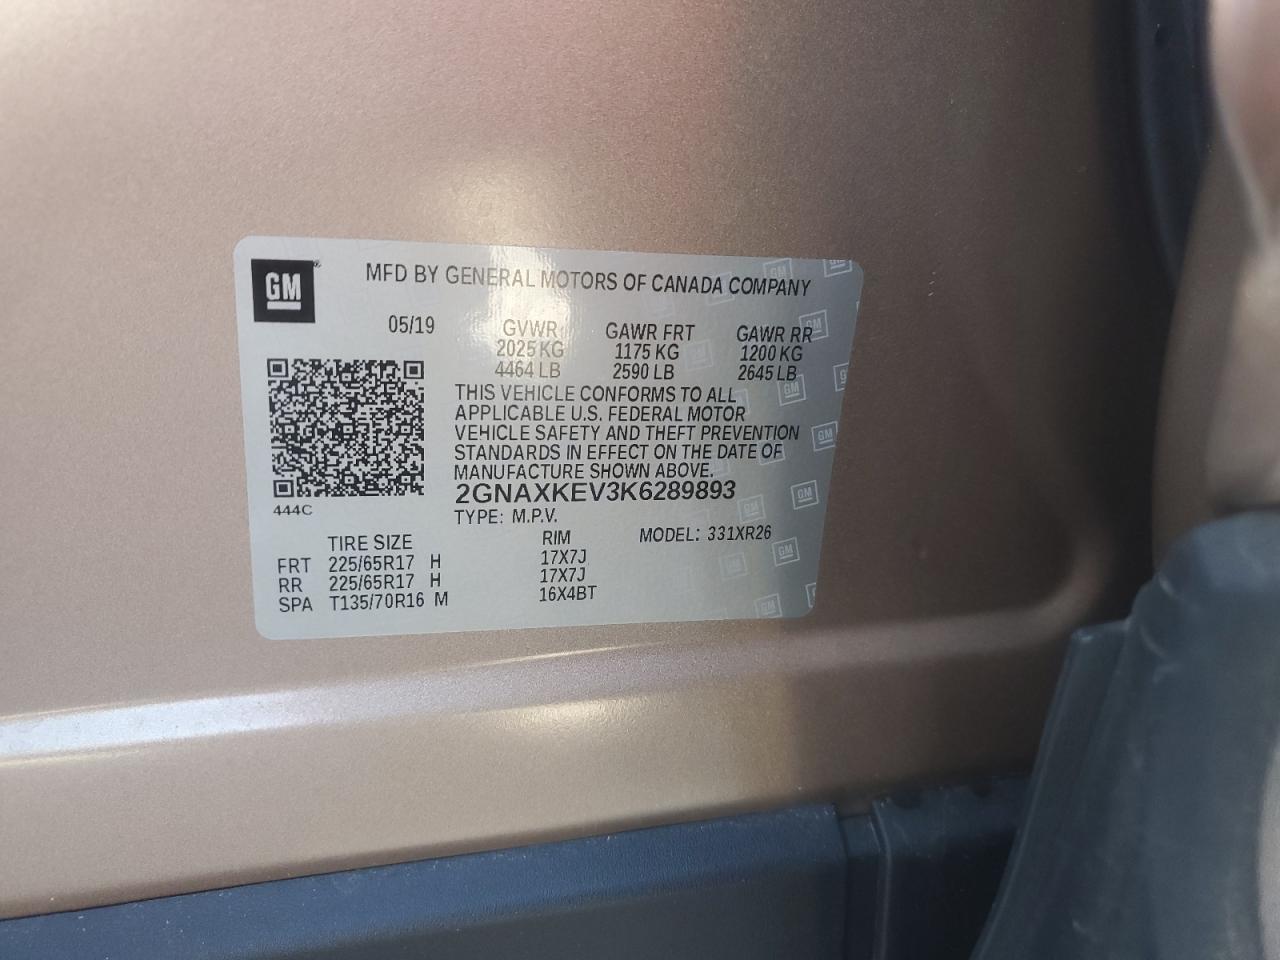 GM
MFD BY GENERAL MOTORS OF CANADA COMPANY
05/19 GVWR GAWR FRT GAWR RR
2025 KG 1175 KG 1200 KG
4464 LB 2590 LB 2645 LB
THIS VEHICLE CONFORMS TO ALL
APPLICABLE U.S. FEDERAL MOTOR
VEHICLE SAFETY AND THEFT PREVENTION
STANDARDS IN EFFECT ON THE DATE OF
MANUFACTURE SHOWN ABOVE.
2GNAXKEV3K6289893
444C
TYPE: M.P.V.
TIRE SIZE RIM MODEL: 331XR26
FRT 225/65R17 H 17X7J
RR 225/65R17 H 17X7J
SPA T135/70R16 M 16X4BT